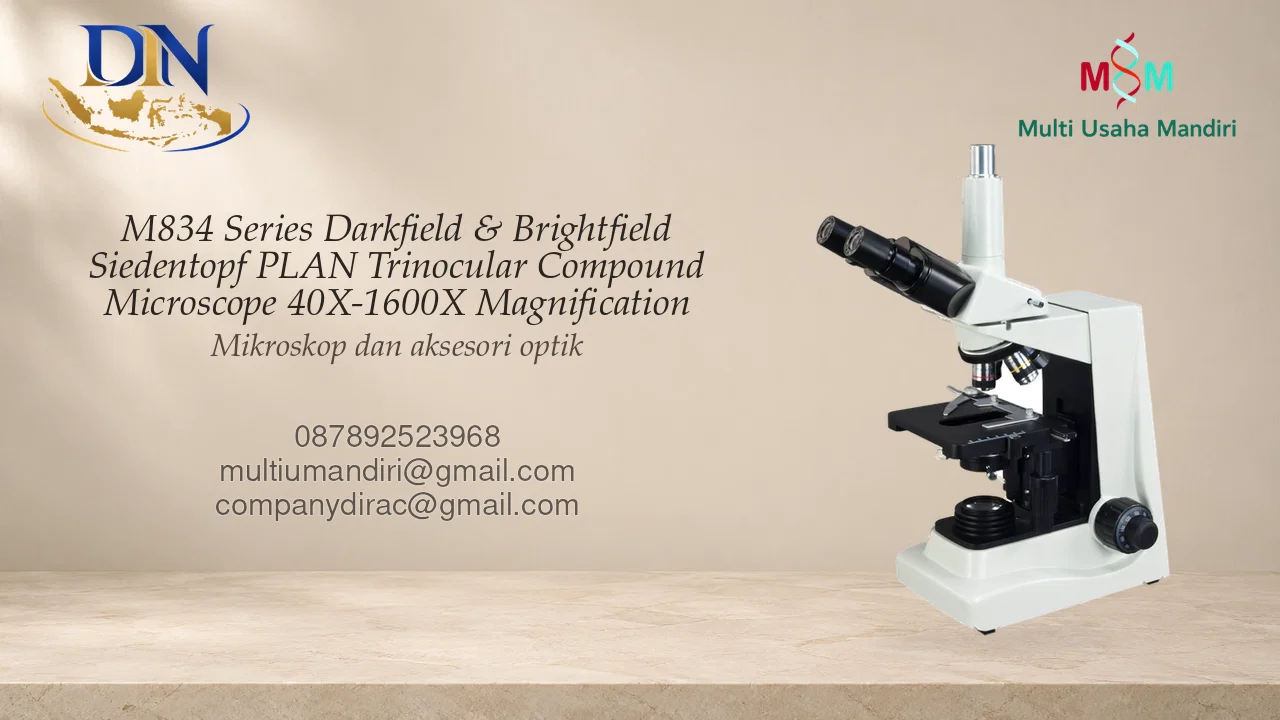 DN
M&M
Multi Usaha Mandiri
M834 Series Darkfield & Brightfield
Siedentopf PLAN Trinocular Compound
Microscope 40X-1600X Magnification
Mikroskop dan aksesori optik
087892523968
multiumandiri@gmail.com
companydirac@gmail.com